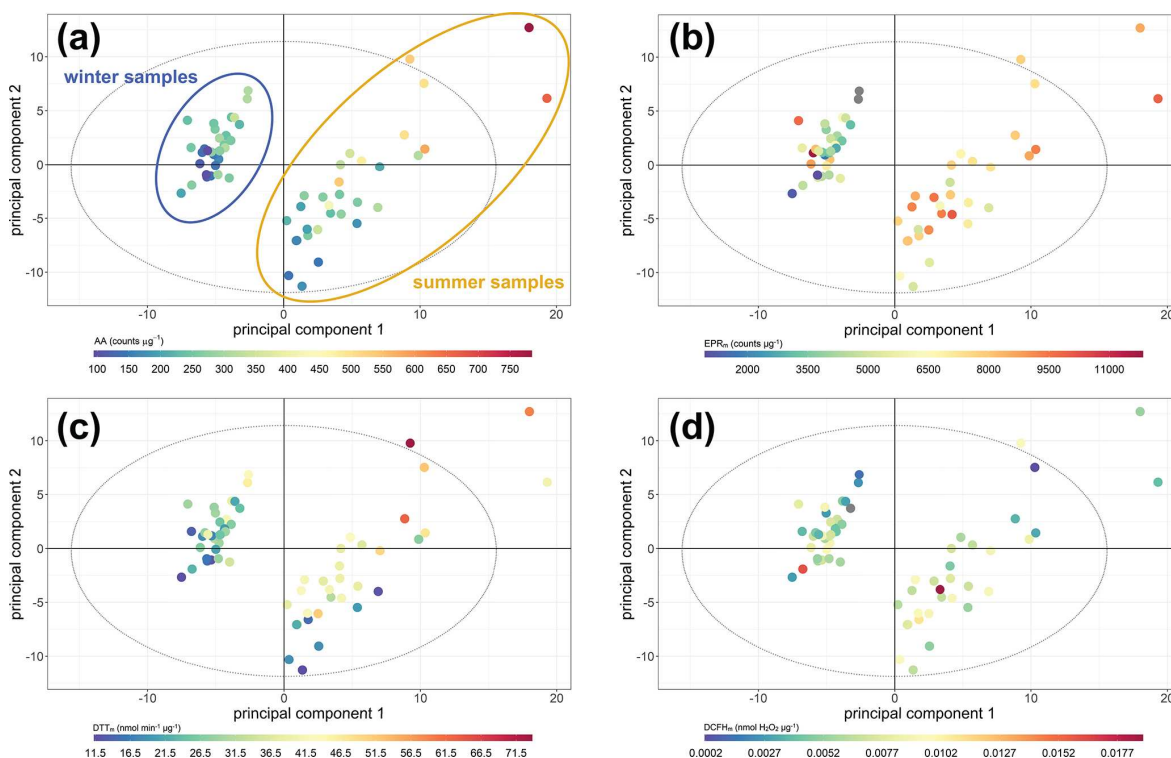 (a)
winter samples
summer samples
10
5
0
-5
-10
principal component 2
-10
0
10
20
principal component 1
AA (counts µg⁻¹)
100 150 200 250 300 350 400 450 500 550 600 650 700 750
(b)
10
5
0
-5
-10
principal component 2
-10
0
10
20
principal component 1
EPRₘ (counts µg⁻¹)
2000 3500 5000 6500 8000 9500 11000
(c)
10
5
0
-5
-10
principal component 2
-10
0
10
20
principal component 1
DTTₘ (nmol min⁻¹ µg⁻¹)
11.5 16.5 21.5 26.5 31.5 36.5 41.5 46.5 51.5 56.5 61.5 66.5 71.5
(d)
10
5
0
-5
-10
principal component 2
-10
0
10
20
principal component 1
DCFHₘ (nmol H₂O₂ µg⁻¹)
0.0002 0.0027 0.0052 0.0077 0.0102 0.0127 0.0152 0.0177